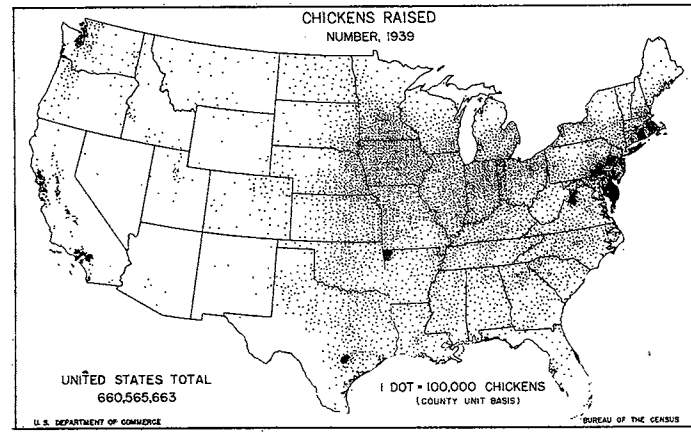 CHICKENS RAISED
NUMBER, 1939
UNITED STATES TOTAL
660,565,663
1 DOT = 100,000 CHICKENS
(COUNTY UNIT BASIS)
U. S. DEPARTMENT OF COMMERCE
BUREAU OF THE CENSUS